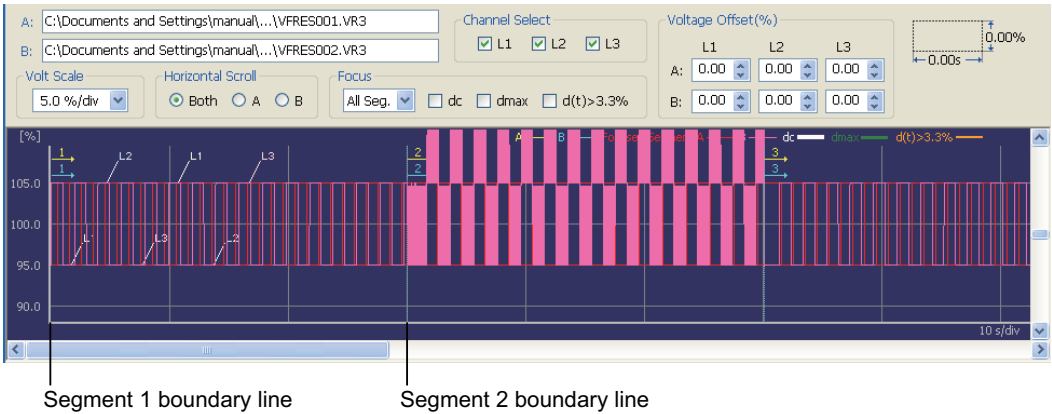 A: C:\Documents and Settings\manual\...\VFRES001.VR3
B: C:\Documents and Settings\manual\...\VFRES002.VR3
Channel Select
L1 L2 L3
Voltage Offset(%)
L1 L2 L3
A: 0.00 0.00 0.00
B: 0.00 0.00 0.00
0.00%
0.00s
Volt Scale
5.0 %/div
Horizontal Scroll
Both A B
Focus
All Seg. dc dmax d(t)>3.3%
[%]
A B dc dmax d(t)>3.3%
1 2 3
1 2 3
L2 L1 L3
105.0
100.0
L1 L3 L2
95.0
90.0
10 s/div
Segment 1 boundary line Segment 2 boundary line